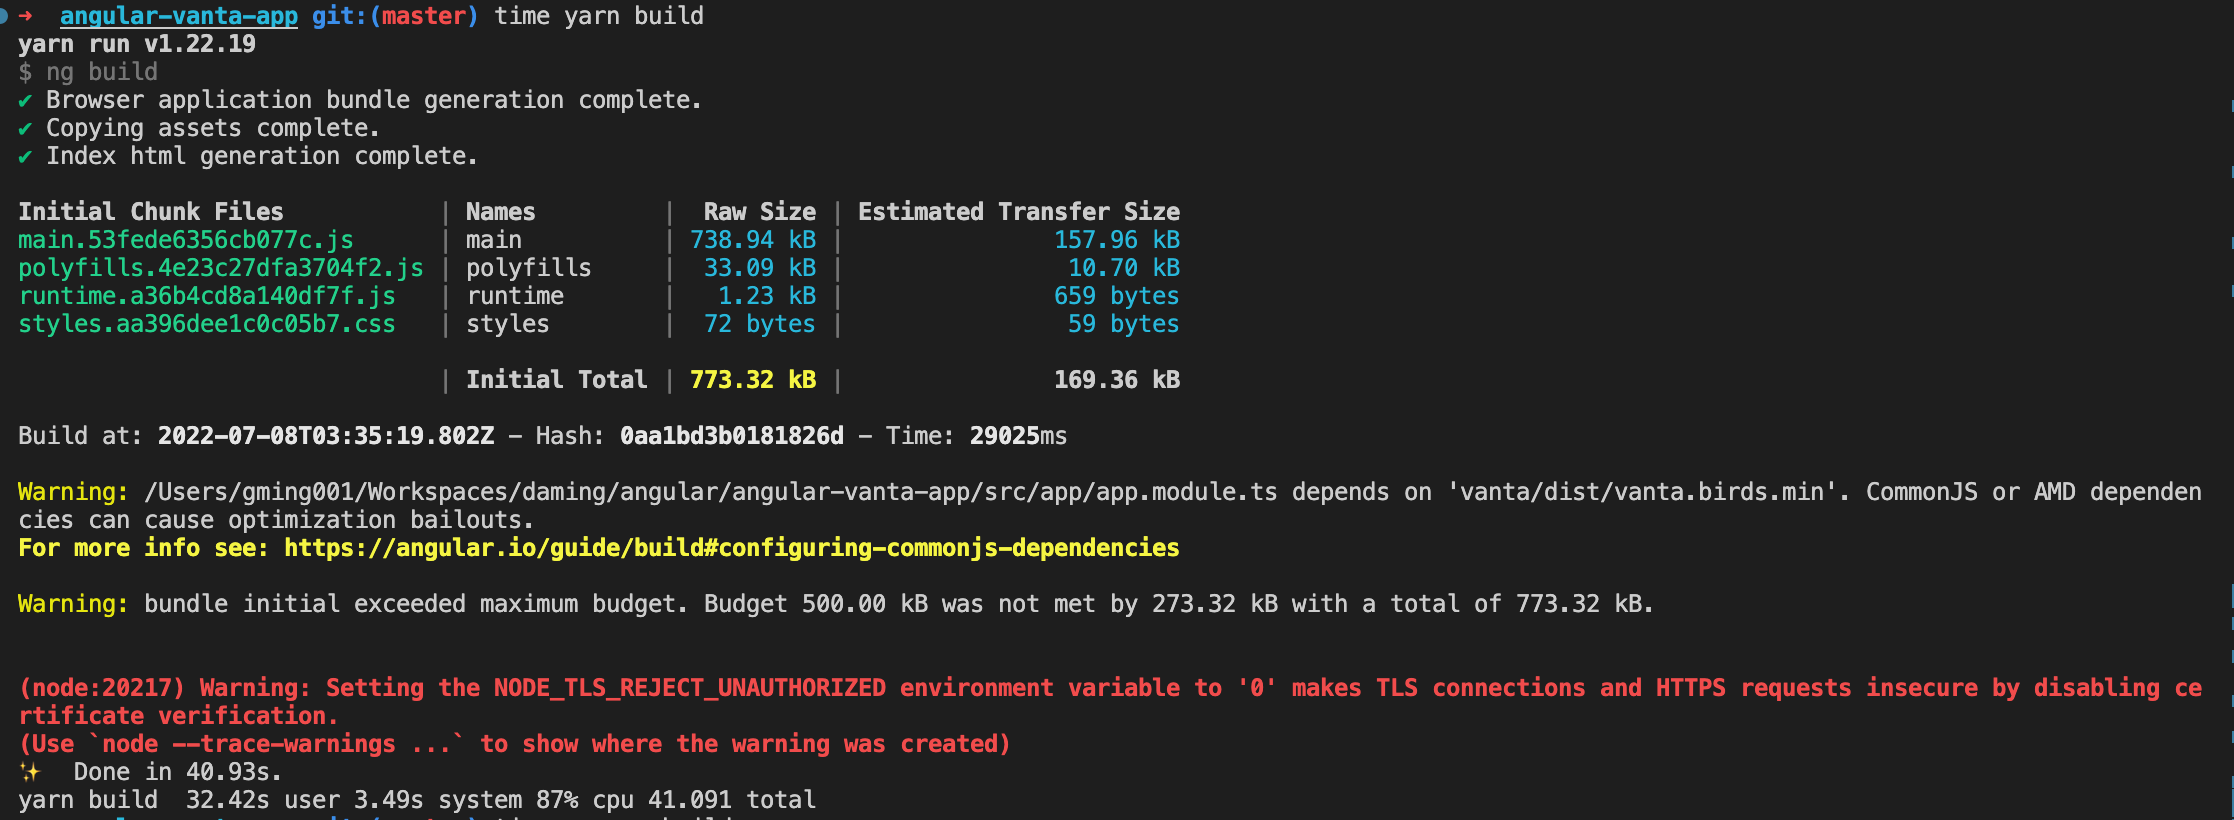 ➜ angular-vanta-app git:(master) time yarn build
yarn run v1.22.19
$ ng build
✔ Browser application bundle generation complete.
✔ Copying assets complete.
✔ Index html generation complete.
Initial Chunk Files | Names | Raw Size | Estimated Transfer Size
main.53fede6356cb077c.js | main | 738.94 kB | 157.96 kB
polyfills.4e23c27dfa3704f2.js | polyfills | 33.09 kB | 10.70 kB
runtime.a36b4cd8a140df7f.js | runtime | 1.23 kB | 659 bytes
styles.aa396dee1c0c05b7.css | styles | 72 bytes | 59 bytes
| Initial Total | 773.32 kB | 169.36 kB
Build at: 2022-07-08T03:35:19.802Z - Hash: 0aa1bd3b0181826d - Time: 29025ms
Warning: /Users/gming001/Workspaces/daming/angular/angular-vanta-app/src/app/app.module.ts depends on 'vanta/dist/vanta.birds.min'. CommonJS or AMD dependen
cies can cause optimization bailouts.
For more info see: https://angular.io/guide/build#configuring-commonjs-dependencies
Warning: bundle initial exceeded maximum budget. Budget 500.00 kB was not met by 273.32 kB with a total of 773.32 kB.
(node:20217) Warning: Setting the NODE_TLS_REJECT_UNAUTHORIZED environment variable to '0' makes TLS connections and HTTPS requests insecure by disabling ce
rtificate verification.
(Use `node --trace-warnings ...` to show where the warning was created)
✨ Done in 40.93s.
yarn build 32.42s user 3.49s system 87% cpu 41.091 total